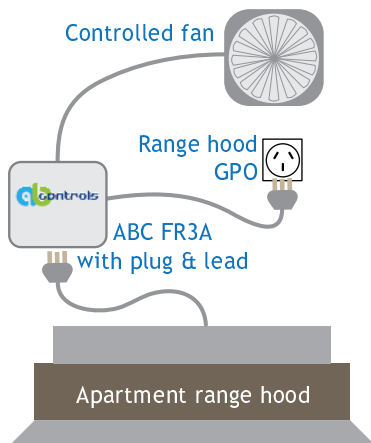 Controlled fan
Range hood
GPO
abcontrols
ABC FR3A
with plug & lead
Apartment range hood